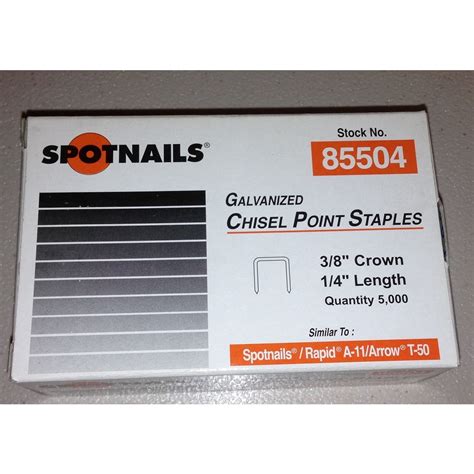 SPOTNAILS®
Stock No.
85504
GALVANIZED
CHISEL POINT STAPLES
3/8" Crown
1/4" Length
Quantity 5,000
Similar To :
Spotnails® / Rapid® A-11/Arrow® T-50